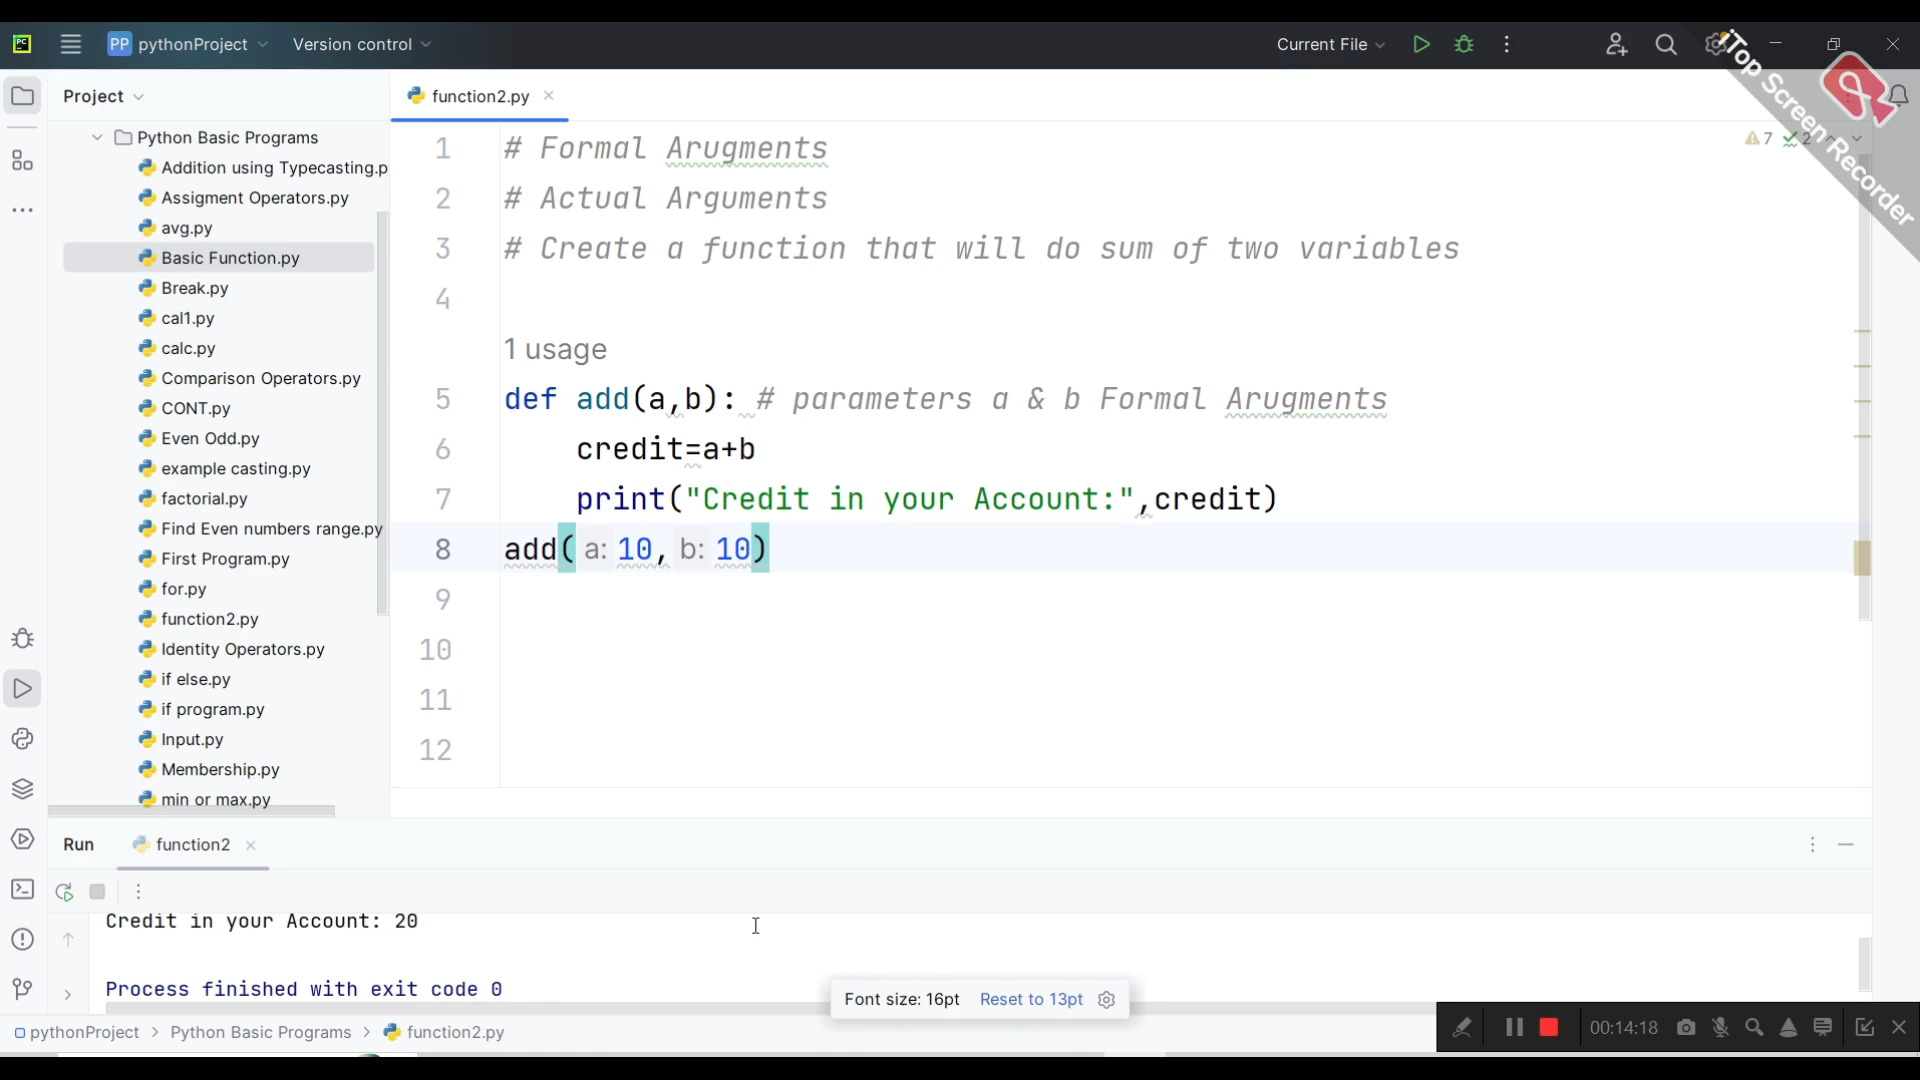 PC
PP pythonProject
Version control
Current File
iTop Screen Recorder
Project
function2.py
Python Basic Programs
Addition using Typecasting.p
Assigment Operators.py
avg.py
Basic Function.py
Break.py
cal1.py
calc.py
Comparison Operators.py
CONT.py
Even Odd.py
example casting.py
factorial.py
Find Even numbers range.py
First Program.py
for.py
function2.py
Identity Operators.py
if else.py
if program.py
Input.py
Membership.py
min or max.py
7 2
1 # Formal Arugments
2 # Actual Arguments
3 # Create a function that will do sum of two variables
4
1 usage
5 def add(a,b): # parameters a & b Formal Arugments
6 credit=a+b
7 print("Credit in your Account:",credit)
8 add( a: 10, b: 10)
9
10
11
12
Run
function2
Credit in your Account: 20
Process finished with exit code 0
Font size: 16pt Reset to 13pt
pythonProject > Python Basic Programs > function2.py
00:14:18